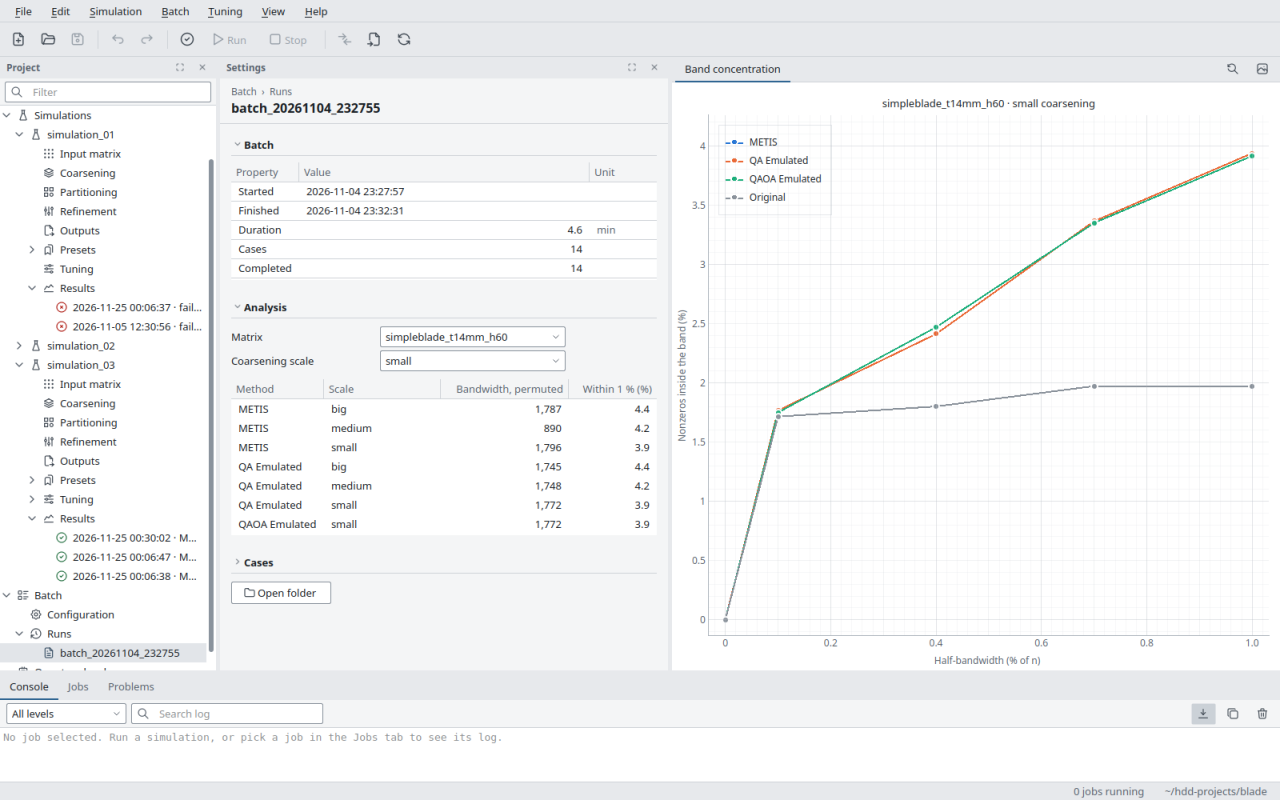 File Edit Simulation Batch Tuning View Help
Run Stop
Project
Filter
Simulations
simulation_01
Input matrix
Coarsening
Partitioning
Refinement
Outputs
Presets
Tuning
Results
2026-11-25 00:06:37 · fail...
2026-11-05 12:30:56 · fail...
simulation_02
simulation_03
Input matrix
Coarsening
Partitioning
Refinement
Outputs
Presets
Tuning
Results
2026-11-25 00:30:02 · M...
2026-11-25 00:06:47 · M...
2026-11-25 00:06:38 · M...
Batch
Configuration
Runs
batch_20261104_232755
Settings
Batch › Runs
batch_20261104_232755
Batch
Property Value Unit
Started 2026-11-04 23:27:57
Finished 2026-11-04 23:32:31
Duration 4.6 min
Cases 14
Completed 14
Analysis
Matrix simpleblade_t14mm_h60
Coarsening scale small
Method Scale Bandwidth, permuted Within 1 % (%)
METIS big 1,787 4.4
METIS medium 890 4.2
METIS small 1,796 3.9
QA Emulated big 1,745 4.4
QA Emulated medium 1,748 4.2
QA Emulated small 1,772 3.9
QAOA Emulated small 1,772 3.9
Cases
Open folder
Band concentration
simpleblade_t14mm_h60 · small coarsening
METIS
QA Emulated
QAOA Emulated
Original
Nonzeros inside the band (%)
4
3.5
3
2.5
2
1.5
1
0.5
0
0 0.2 0.4 0.6 0.8 1.0
Half-bandwidth (% of n)
Console Jobs Problems
All levels Search log
No job selected. Run a simulation, or pick a job in the Jobs tab to see its log.
0 jobs running ~/hdd-projects/blade